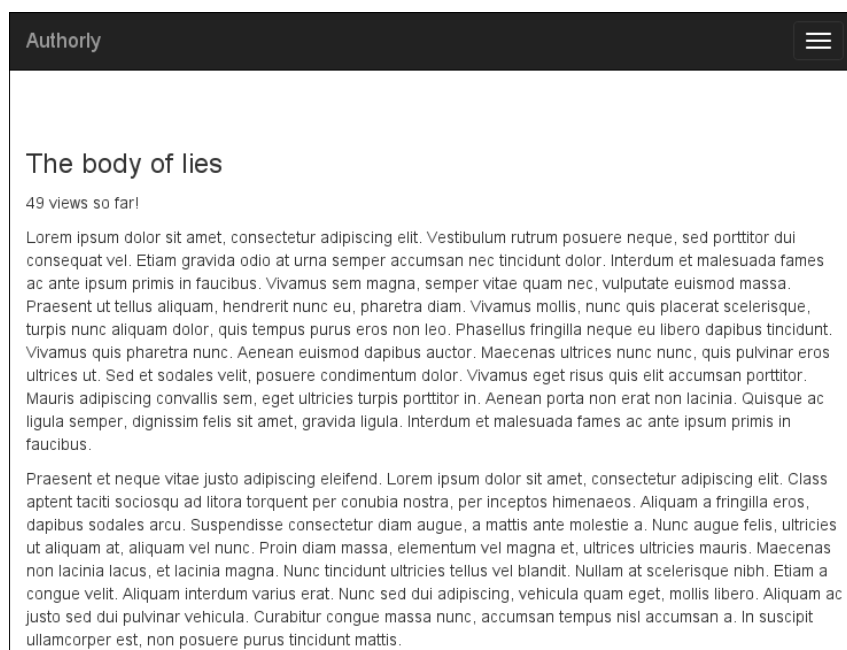 Authorly
The body of lies
49 views so far!
Lorem ipsum dolor sit amet, consectetur adipiscing elit. Vestibulum rutrum posuere neque, sed porttitor dui
consequat vel. Etiam gravida odio at urna semper accumsan nec tincidunt dolor. Interdum et malesuada fames
ac ante ipsum primis in faucibus. Vivamus sem magna, semper vitae quam nec, vulputate euismod massa.
Praesent ut tellus aliquam, hendrerit nunc eu, pharetra diam. Vivamus mollis, nunc quis placerat scelerisque,
turpis nunc aliquam dolor, quis tempus purus eros non leo. Phasellus fringilla neque eu libero dapibus tincidunt.
Vivamus quis pharetra nunc. Aenean euismod dapibus auctor. Maecenas ultrices nunc nunc, quis pulvinar eros
ultrices ut. Sed et sodales velit, posuere condimentum dolor. Vivamus eget risus quis elit accumsan porttitor.
Mauris adipiscing convallis sem, eget ultricies turpis porttitor in. Aenean porta non erat non lacinia. Quisque ac
ligula semper, dignissim felis sit amet, gravida ligula. Interdum et malesuada fames ac ante ipsum primis in
faucibus.
Praesent et neque vitae justo adipiscing eleifend. Lorem ipsum dolor sit amet, consectetur adipiscing elit. Class
aptent taciti sociosqu ad litora torquent per conubia nostra, per inceptos himenaeos. Aliquam a fringilla eros,
dapibus sodales arcu. Suspendisse consectetur diam augue, a mattis ante molestie a. Nunc augue felis, ultricies
ut aliquam at, aliquam vel nunc. Proin diam massa, elementum vel magna et, ultrices ultricies mauris. Maecenas
non lacinia lacus, et lacinia magna. Nunc tincidunt ultricies tellus vel blandit. Nullam at scelerisque nibh. Etiam a
congue velit. Aliquam interdum varius erat. Nunc sed dui adipiscing, vehicula quam eget, mollis libero. Aliquam ac
justo sed dui pulvinar vehicula. Curabitur congue massa nunc, accumsan tempus nisl accumsan a. In suscipit
ullamcorper est, non posuere purus tincidunt mattis.